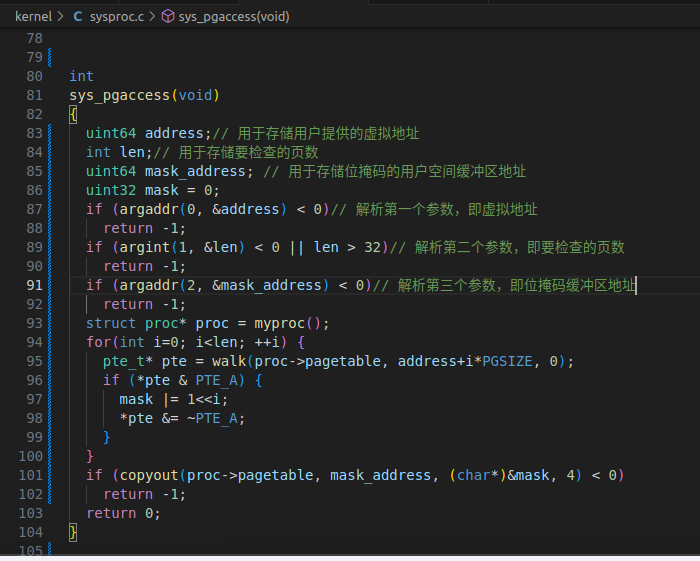 kernel > C sysproc.c > sys_pgaccess(void)
78
79
80 int
81 sys_pgaccess(void)
82 {
83 uint64 address;// 用于存储用户提供的虚拟地址
84 int len;// 用于存储要检查的页数
85 uint64 mask_address; // 用于存储位掩码的用户空间缓冲区地址
86 uint32 mask = 0;
87 if (argaddr(0, &address) < 0)// 解析第一个参数，即虚拟地址
88 return -1;
89 if (argint(1, &len) < 0 || len > 32)// 解析第二个参数，即要检查的页数
90 return -1;
91 if (argaddr(2, &mask_address) < 0)// 解析第三个参数，即位掩码缓冲区地址
92 return -1;
93 struct proc* proc = myproc();
94 for(int i=0; i<len; ++i) {
95 pte_t* pte = walk(proc->pagetable, address+i*PGSIZE, 0);
96 if (*pte & PTE_A) {
97 mask |= 1<<i;
98 *pte &= ~PTE_A;
99 }
100 }
101 if (copyout(proc->pagetable, mask_address, (char*)&mask, 4) < 0)
102 return -1;
103 return 0;
104 }
105